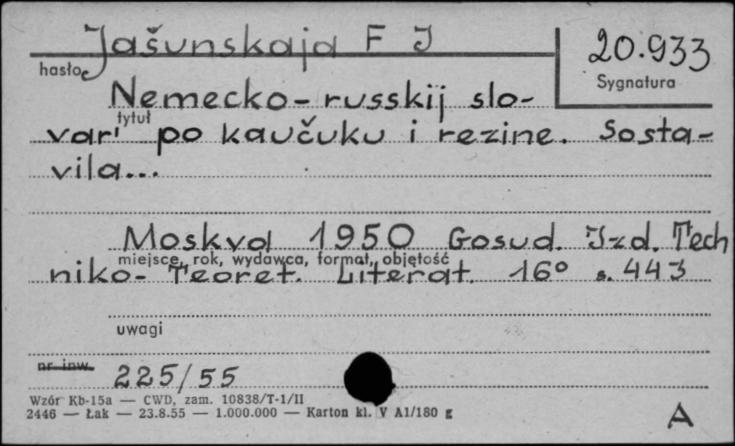 Jašunskaja F J
20.933
hasło
Sygnatura
Nemecko-russkij slo-
tytuł
var' po kaučuku i rezine. Sosta-
vila...
Moskva 1950 Gosud. Izd. Tech
miejsce, rok, wydawca, format, objętość
niko- Teoret. Literat. 16° s. 443
uwagi
nr inw. 225/55
Wzór Kb-15a — CWD, zam. 10838/T-1/II
2446 — Łak — 23.8.55 — 1.000.000 — Karton kl. V A1/180 g
A